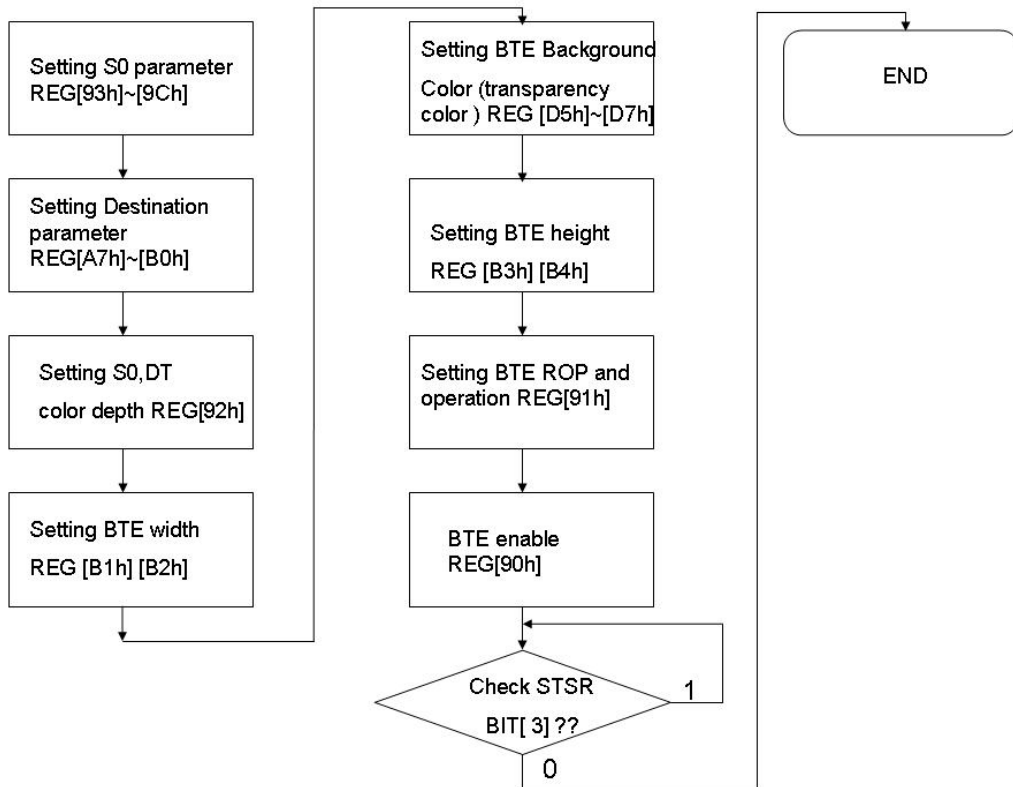 Setting S0 parameter
REG[93h]~[9Ch]
Setting Destination
parameter
REG[A7h]~[B0h]
Setting S0,DT
color depth REG[92h]
Setting BTE width
REG [B1h] [B2h]
Setting BTE Background
Color (transparency
color ) REG [D5h]~[D7h]
Setting BTE height
REG [B3h] [B4h]
Setting BTE ROP and
operation REG[91h]
BTE enable
REG[90h]
Check STSR
BIT[ 3] ??
1
0
END